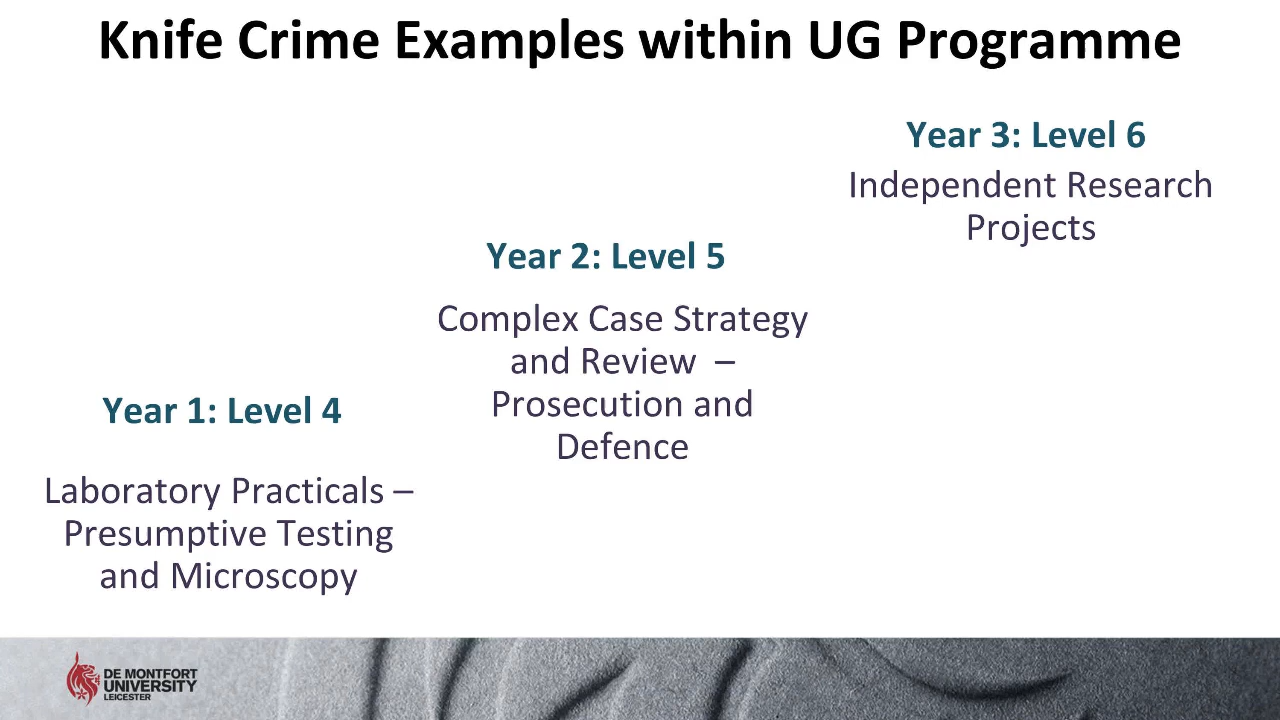 Knife Crime Examples within UG Programme
Year 3: Level 6
Independent Research
Projects
Year 2: Level 5
Complex Case Strategy
and Review –
Prosecution and
Defence
Year 1: Level 4
Laboratory Practicals –
Presumptive Testing
and Microscopy
DE MONTFORT
UNIVERSITY
LEICESTER